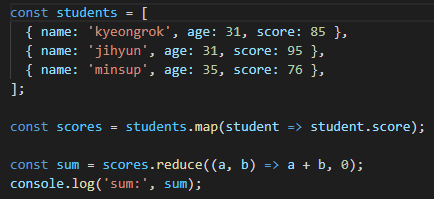 const students = [
  { name: 'kyeongrok', age: 31, score: 85 },
  { name: 'jihyun', age: 31, score: 95 },
  { name: 'minsup', age: 35, score: 76 },
];
const scores = students.map(student => student.score);
const sum = scores.reduce((a, b) => a + b, 0);
console.log('sum:', sum);